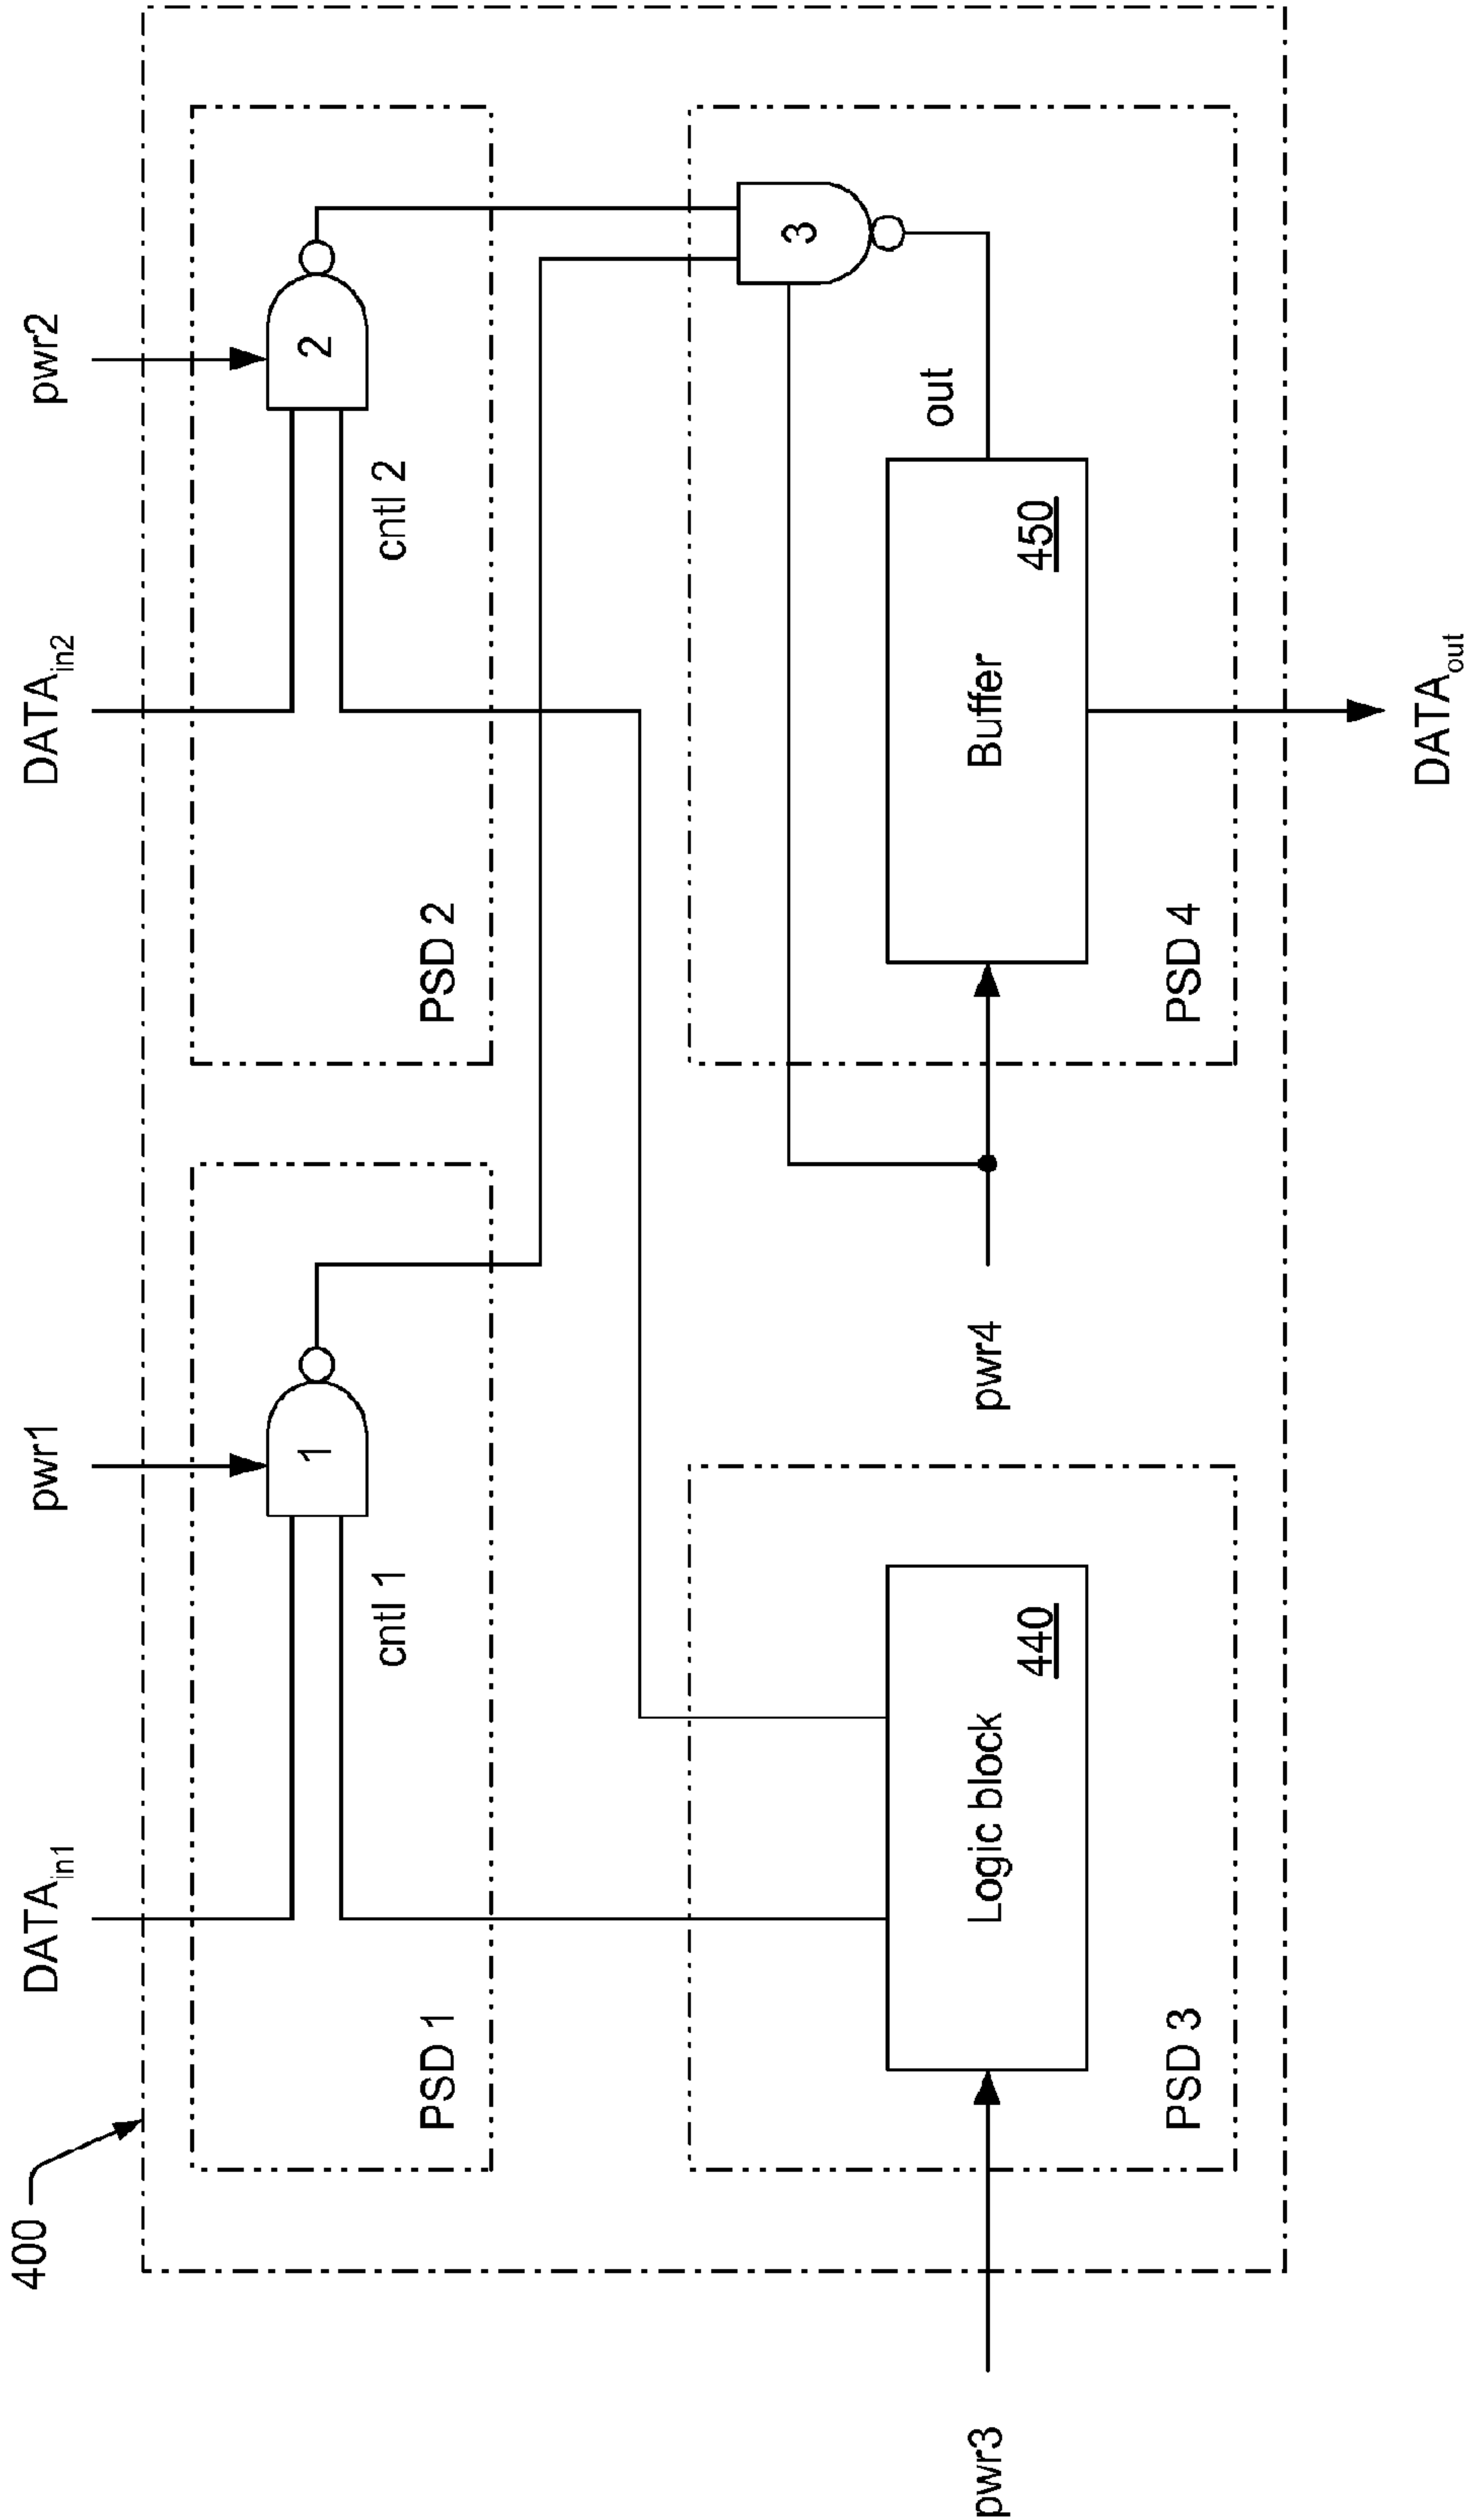 400
DATAin1
pwr1
DATAin2
pwr2
1
2
cntl 1
cntl 2
PSD 1
PSD 2
3
out
pwr3
Logic block
440
pwr4
Buffer
450
PSD 3
PSD 4
DATAout